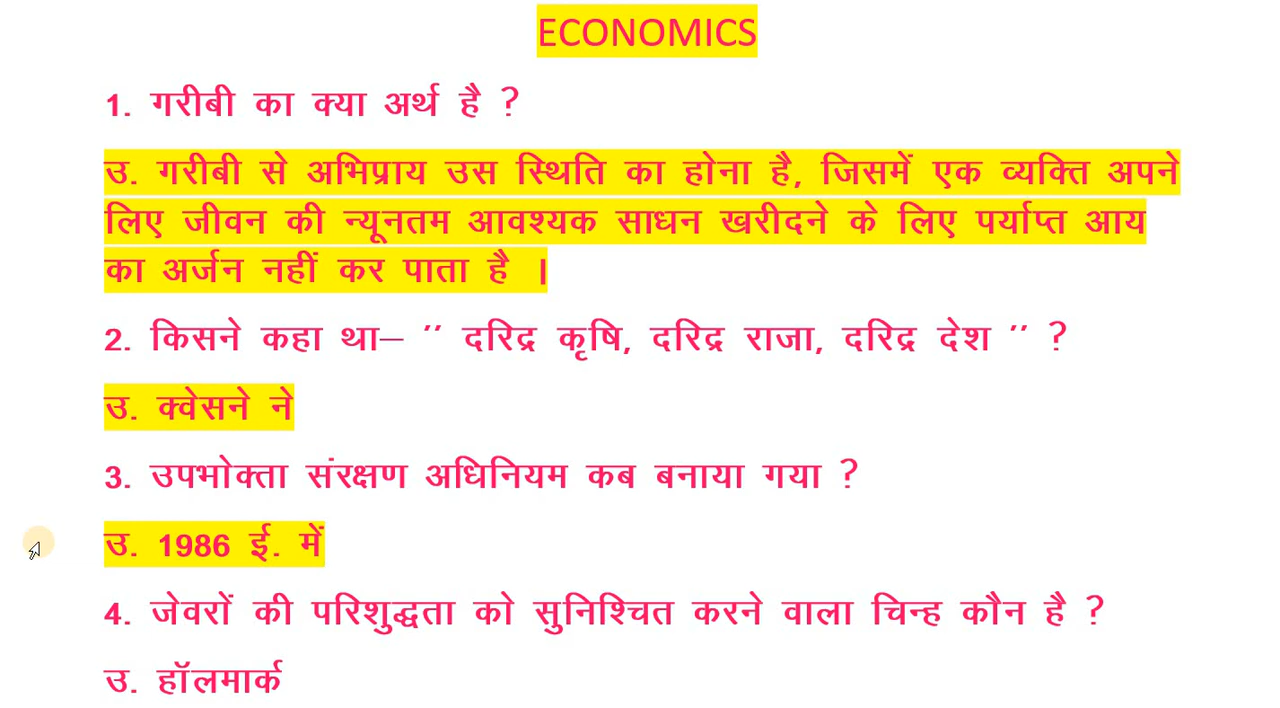 ECONOMICS
1. गरीबी का क्या अर्थ है ?
उ. गरीबी से अभिप्राय उस स्थिति का होना है, जिसमें एक व्यक्ति अपने
लिए जीवन की न्यूनतम आवश्यक साधन खरीदने के लिए पर्याप्त आय
का अर्जन नहीं कर पाता है ।
2. किसने कहा था– " दरिद्र कृषि, दरिद्र राजा, दरिद्र देश " ?
उ. क्वेसने ने
3. उपभोक्ता संरक्षण अधिनियम कब बनाया गया ?
उ. 1986 ई. में
4. जेवरों की परिशुद्धता को सुनिश्चित करने वाला चिन्ह कौन है ?
उ. हॉलमार्क